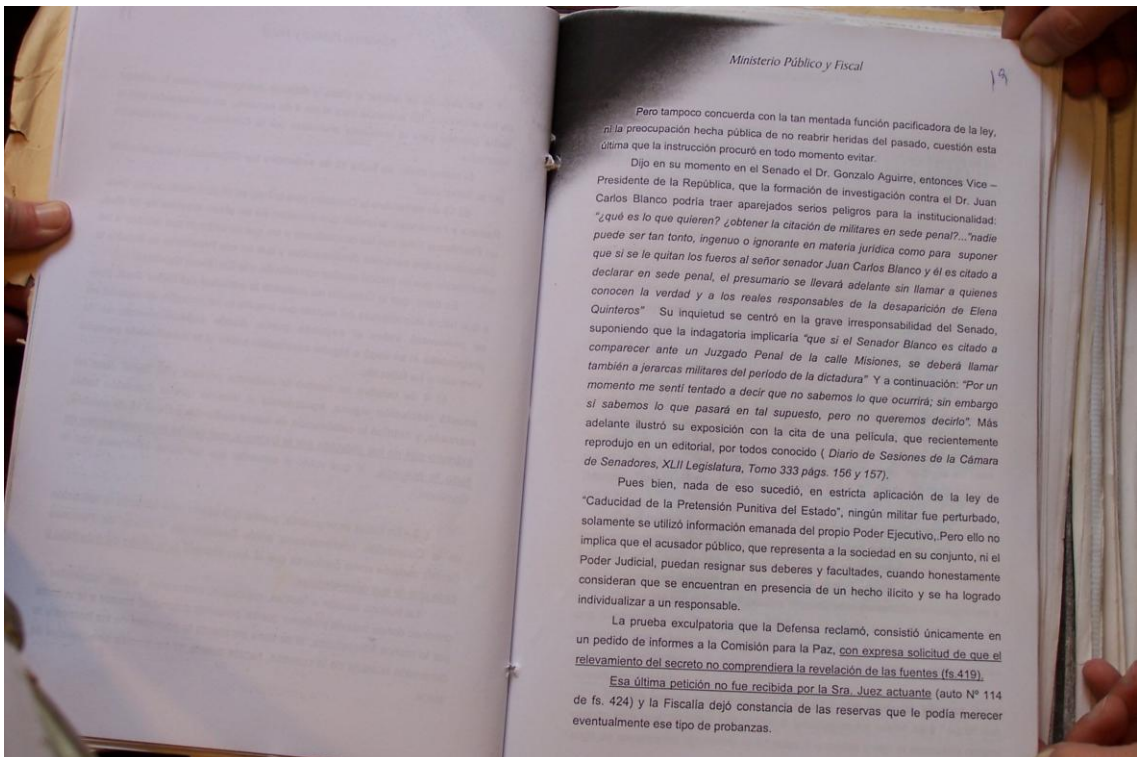 Ministerio Público y Fiscal
19
Pero tampoco concuerda con la tan mentada función pacificadora de la ley,
ni la preocupación hecha pública de no reabrir heridas del pasado, cuestión esta
última que la instrucción procuró en todo momento evitar.
Dijo en su momento en el Senado el Dr. Gonzalo Aguirre, entonces Vice –
Presidente de la República, que la formación de investigación contra el Dr. Juan
Carlos Blanco podría traer aparejados serios peligros para la institucionalidad:
"¿qué es lo que quieren? ¿obtener la citación de militares en sede penal?..."nadie
puede ser tan tonto, ingenuo o ignorante en materia jurídica como para suponer
que si se le quitan los fueros al señor senador Juan Carlos Blanco y él es citado a
declarar en sede penal, el presumario se llevará adelante sin llamar a quienes
conocen la verdad y a los reales responsables de la desaparición de Elena
Quinteros" Su inquietud se centró en la grave irresponsabilidad del Senado,
suponiendo que la indagatoria implicaría "que si el Senador Blanco es citado a
comparecer ante un Juzgado Penal de la calle Misiones, se deberá llamar
también a jerarcas militares del período de la dictadura" Y a continuación: "Por un
momento me sentí tentado a decir que no sabemos lo que ocurrirá; sin embargo
sí sabemos lo que pasará en tal supuesto, pero no queremos decirlo". Más
adelante ilustró su exposición con la cita de una película, que recientemente
reprodujo en un editorial, por todos conocido ( Diario de Sesiones de la Cámara
de Senadores, XLII Legislatura, Tomo 333 págs. 156 y 157).
Pues bien, nada de eso sucedió, en estricta aplicación de la ley de
"Caducidad de la Pretensión Punitiva del Estado", ningún militar fue perturbado,
solamente se utilizó información emanada del propio Poder Ejecutivo,.Pero ello no
implica que el acusador público, que representa a la sociedad en su conjunto, ni el
Poder Judicial, puedan resignar sus deberes y facultades, cuando honestamente
consideran que se encuentran en presencia de un hecho ilícito y se ha logrado
individualizar a un responsable.
La prueba exculpatoria que la Defensa reclamó, consistió únicamente en
un pedido de informes a la Comisión para la Paz, con expresa solicitud de que el
relevamiento del secreto no comprendiera la revelación de las fuentes (fs.419).
Esa última petición no fue recibida por la Sra. Juez actuante (auto Nº 114
de fs. 424) y la Fiscalía dejó constancia de las reservas que le podía merecer
eventualmente ese tipo de probanzas.